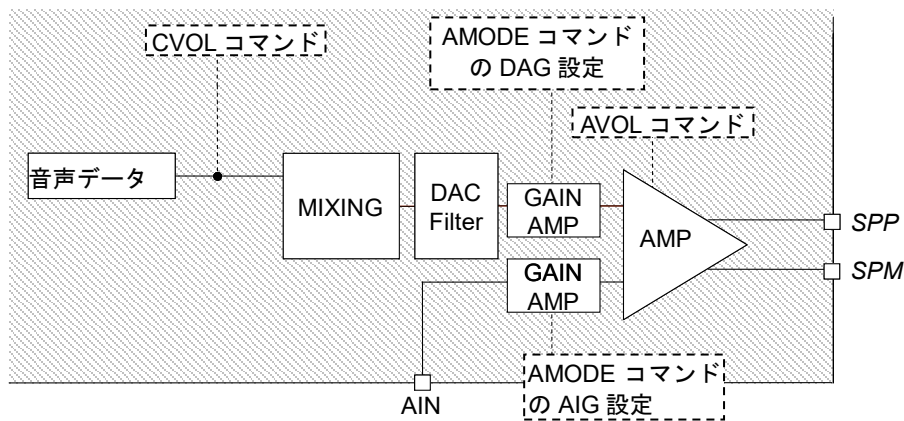 CVOL コマンド
AMODE コマンド
の DAG 設定
AVOL コマンド
音声データ
MIXING
DAC
Filter
GAIN
AMP
AMP
SPP
GAIN
AMP
SPM
AIN
AMODE コマンド
の AIG 設定